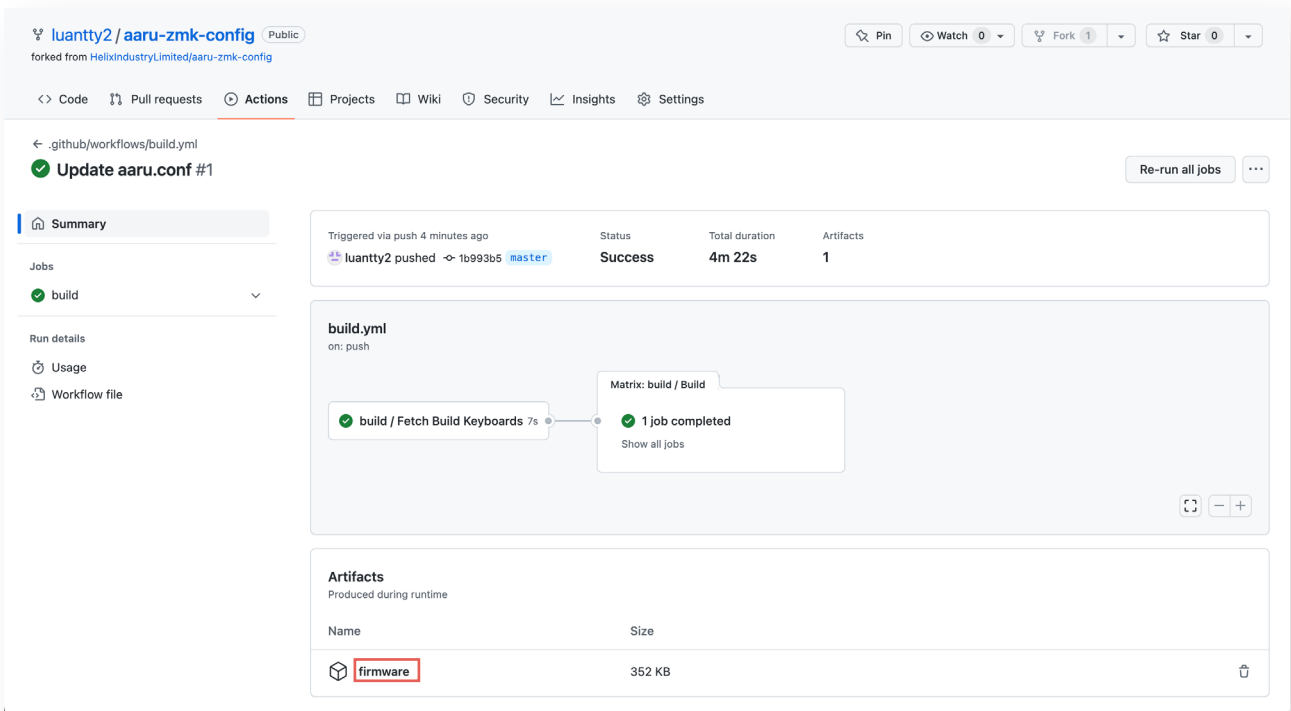 luantty2 / aaru-zmk-config Public
Pin Watch 0 Fork 1 Star 0
forked from HelixIndustryLimited/aaru-zmk-config
Code Pull requests Actions Projects Wiki Security Insights Settings
.github/workflows/build.yml
Update aaru.conf #1
Re-run all jobs
Summary
Jobs
build
Run details
Usage
Workflow file
Triggered via push 4 minutes ago
luantty2 pushed 1b993b5 master
Status
Success
Total duration
4m 22s
Artifacts
1
build.yml
on: push
build / Fetch Build Keyboards 7s
Matrix: build / Build
1 job completed
Show all jobs
Artifacts
Produced during runtime
Name Size
firmware 352 KB